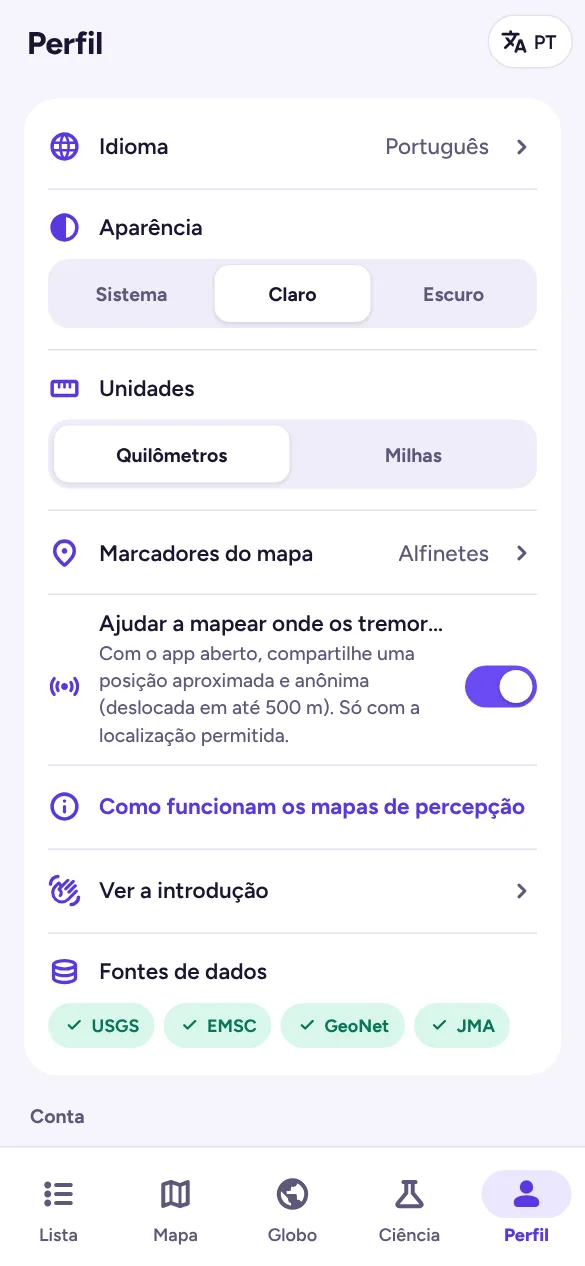 Perfil
PT
Idioma
Português
Aparência
Sistema
Claro
Escuro
Unidades
Quilômetros
Milhas
Marcadores do mapa
Alfinetes
Ajudar a mapear onde os tremor...
Com o app aberto, compartilhe uma
posição aproximada e anônima
(deslocada em até 500 m). Só com a
localização permitida.
Como funcionam os mapas de percepção
Ver a introdução
Fontes de dados
USGS
EMSC
GeoNet
JMA
Conta
Lista
Mapa
Globo
Ciência
Perfil